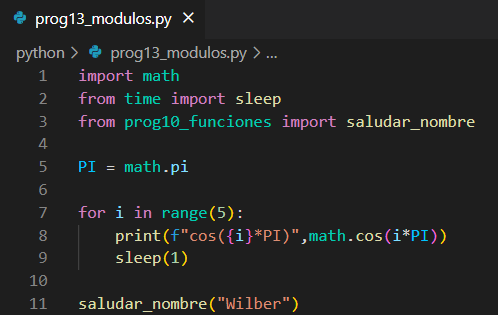 prog13_modulos.py ×
python > prog13_modulos.py > ...
1 import math
2 from time import sleep
3 from prog10_funciones import saludar_nombre
4
5 PI = math.pi
6
7 for i in range(5):
8     print(f"cos({i}*PI)",math.cos(i*PI))
9     sleep(1)
10
11 saludar_nombre("Wilber")